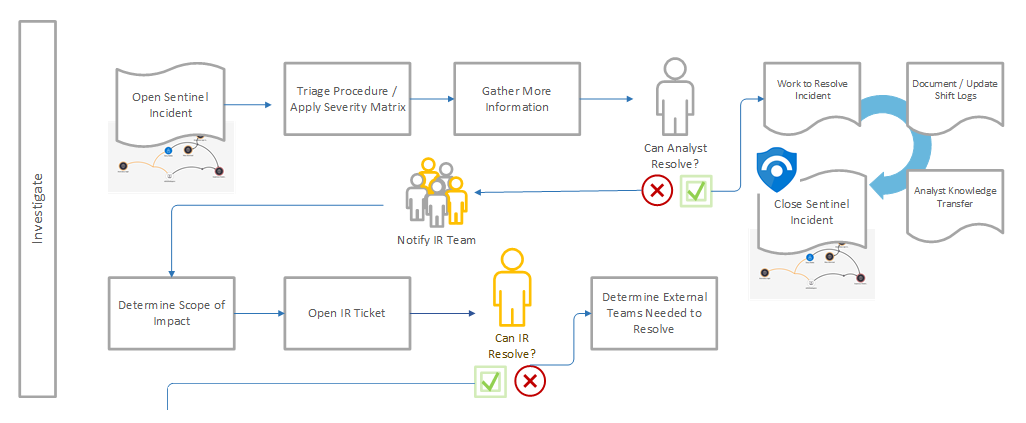 Investigate
Open Sentinel
Incident
Triage Procedure /
Apply Severity Matrix
Gather More
Information
Can Analyst
Resolve?
Work to Resolve
Incident
Document / Update
Shift Logs
Analyst Knowledge
Transfer
Close Sentinel
Incident
Notify IR Team
Determine Scope of
Impact
Open IR Ticket
Can IR
Resolve?
Determine External
Teams Needed to
Resolve